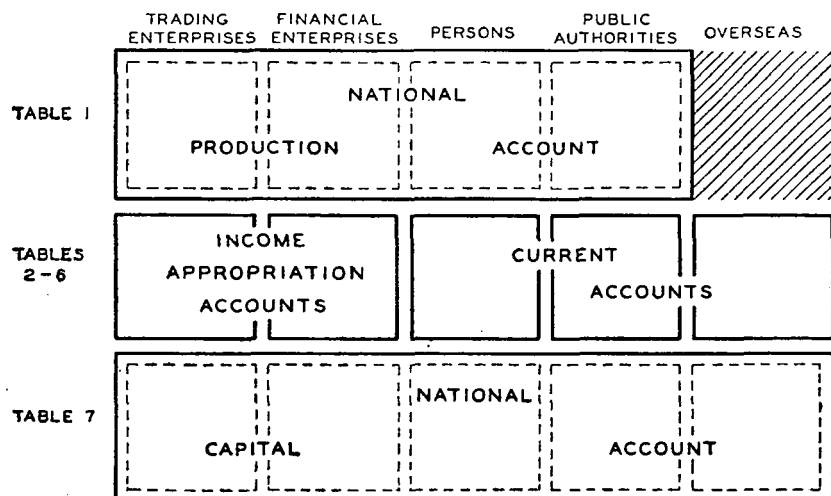 TRADING ENTERPRISES
FINANCIAL ENTERPRISES
PERSONS
PUBLIC AUTHORITIES
OVERSEAS
TABLE 1
NATIONAL
PRODUCTION ACCOUNT
TABLES 2-6
INCOME
APPROPRIATION
ACCOUNTS
CURRENT
ACCOUNTS
TABLE 7
NATIONAL
CAPITAL ACCOUNT